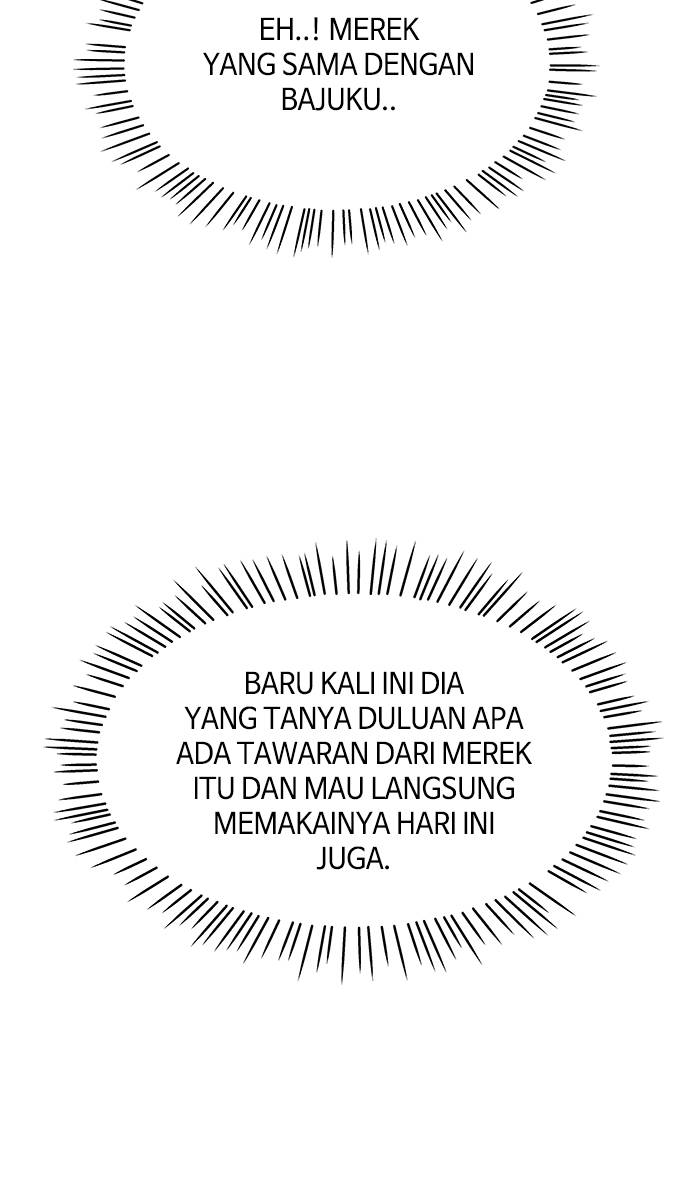 EH..! MEREK
YANG SAMA DENGAN
BAJUKU..
BARU KALI INI DIA
YANG TANYA DULUAN APA
ADA TAWARAN DARI MEREK
ITU DAN MAU LANGSUNG
MEMAKAINYA HARI INI
JUGA.